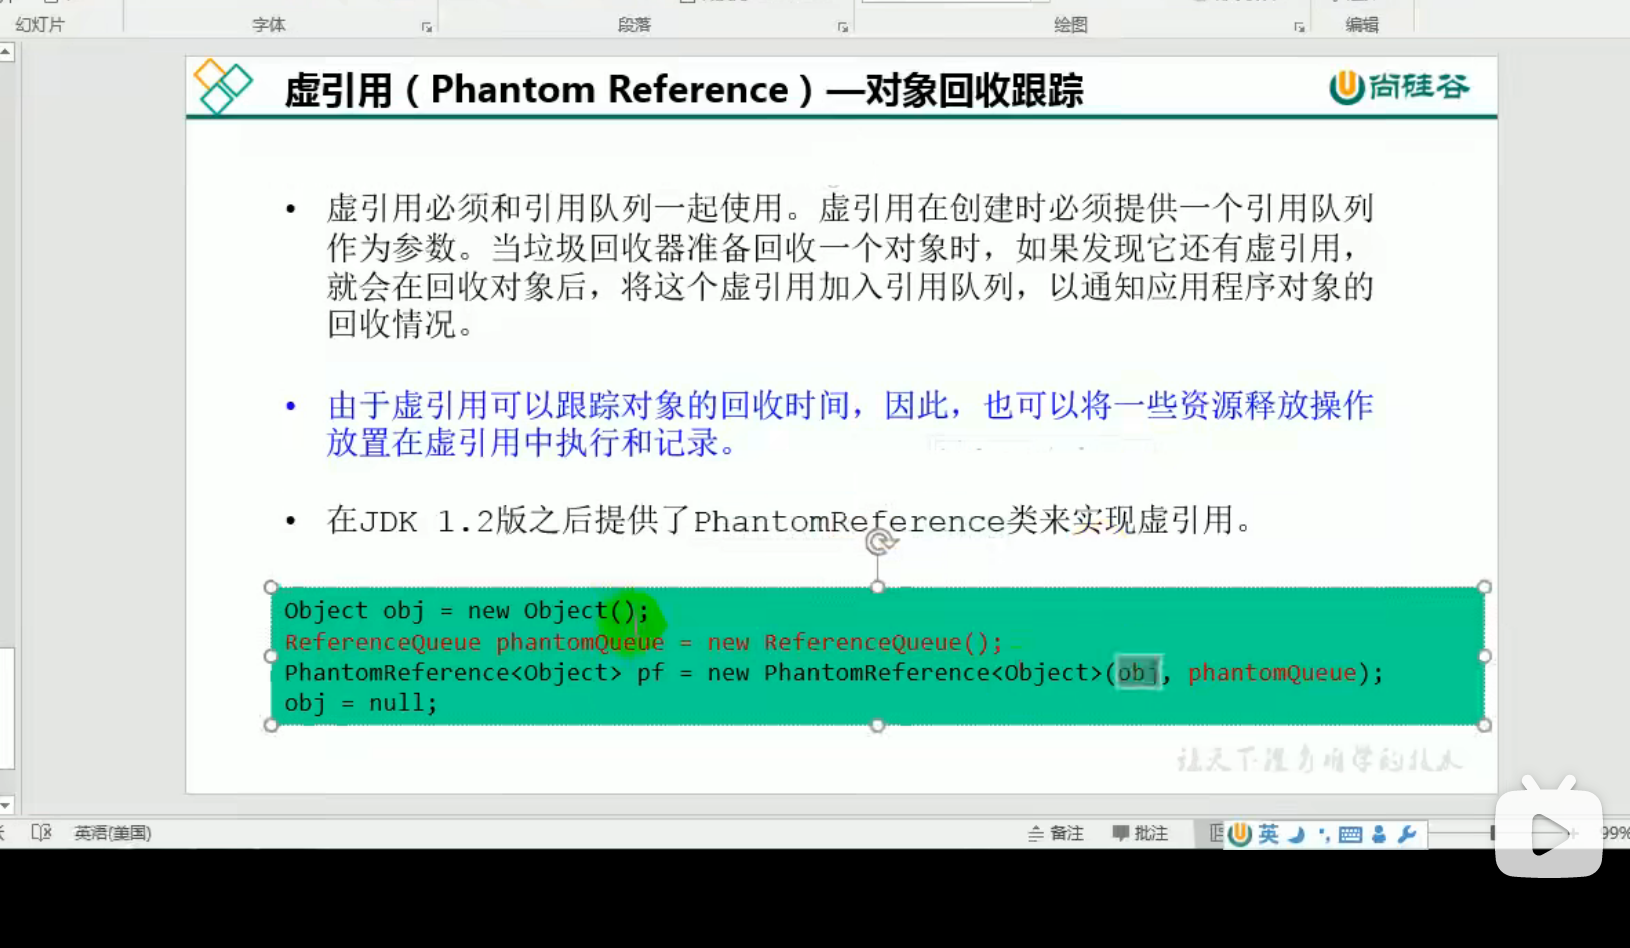 幻灯片
字体
段落
绘图
编辑
虚引用（Phantom Reference）—对象回收跟踪
尚硅谷
• 虚引用必须和引用队列一起使用。虚引用在创建时必须提供一个引用队列
作为参数。当垃圾回收器准备回收一个对象时，如果发现它还有虚引用，
就会在回收对象后，将这个虚引用加入引用队列，以通知应用程序对象的
回收情况。
• 由于虚引用可以跟踪对象的回收时间，因此，也可以将一些资源释放操作
放置在虚引用中执行和记录。
• 在JDK 1.2版之后提供了PhantomReference类来实现虚引用。
Object obj = new Object();
ReferenceQueue phantomQueue = new ReferenceQueue();
PhantomReference<Object> pf = new PhantomReference<Object>(obj, phantomQueue);
obj = null;
让天下没有难学的技术
英语(美国)
备注
批注
英
99%